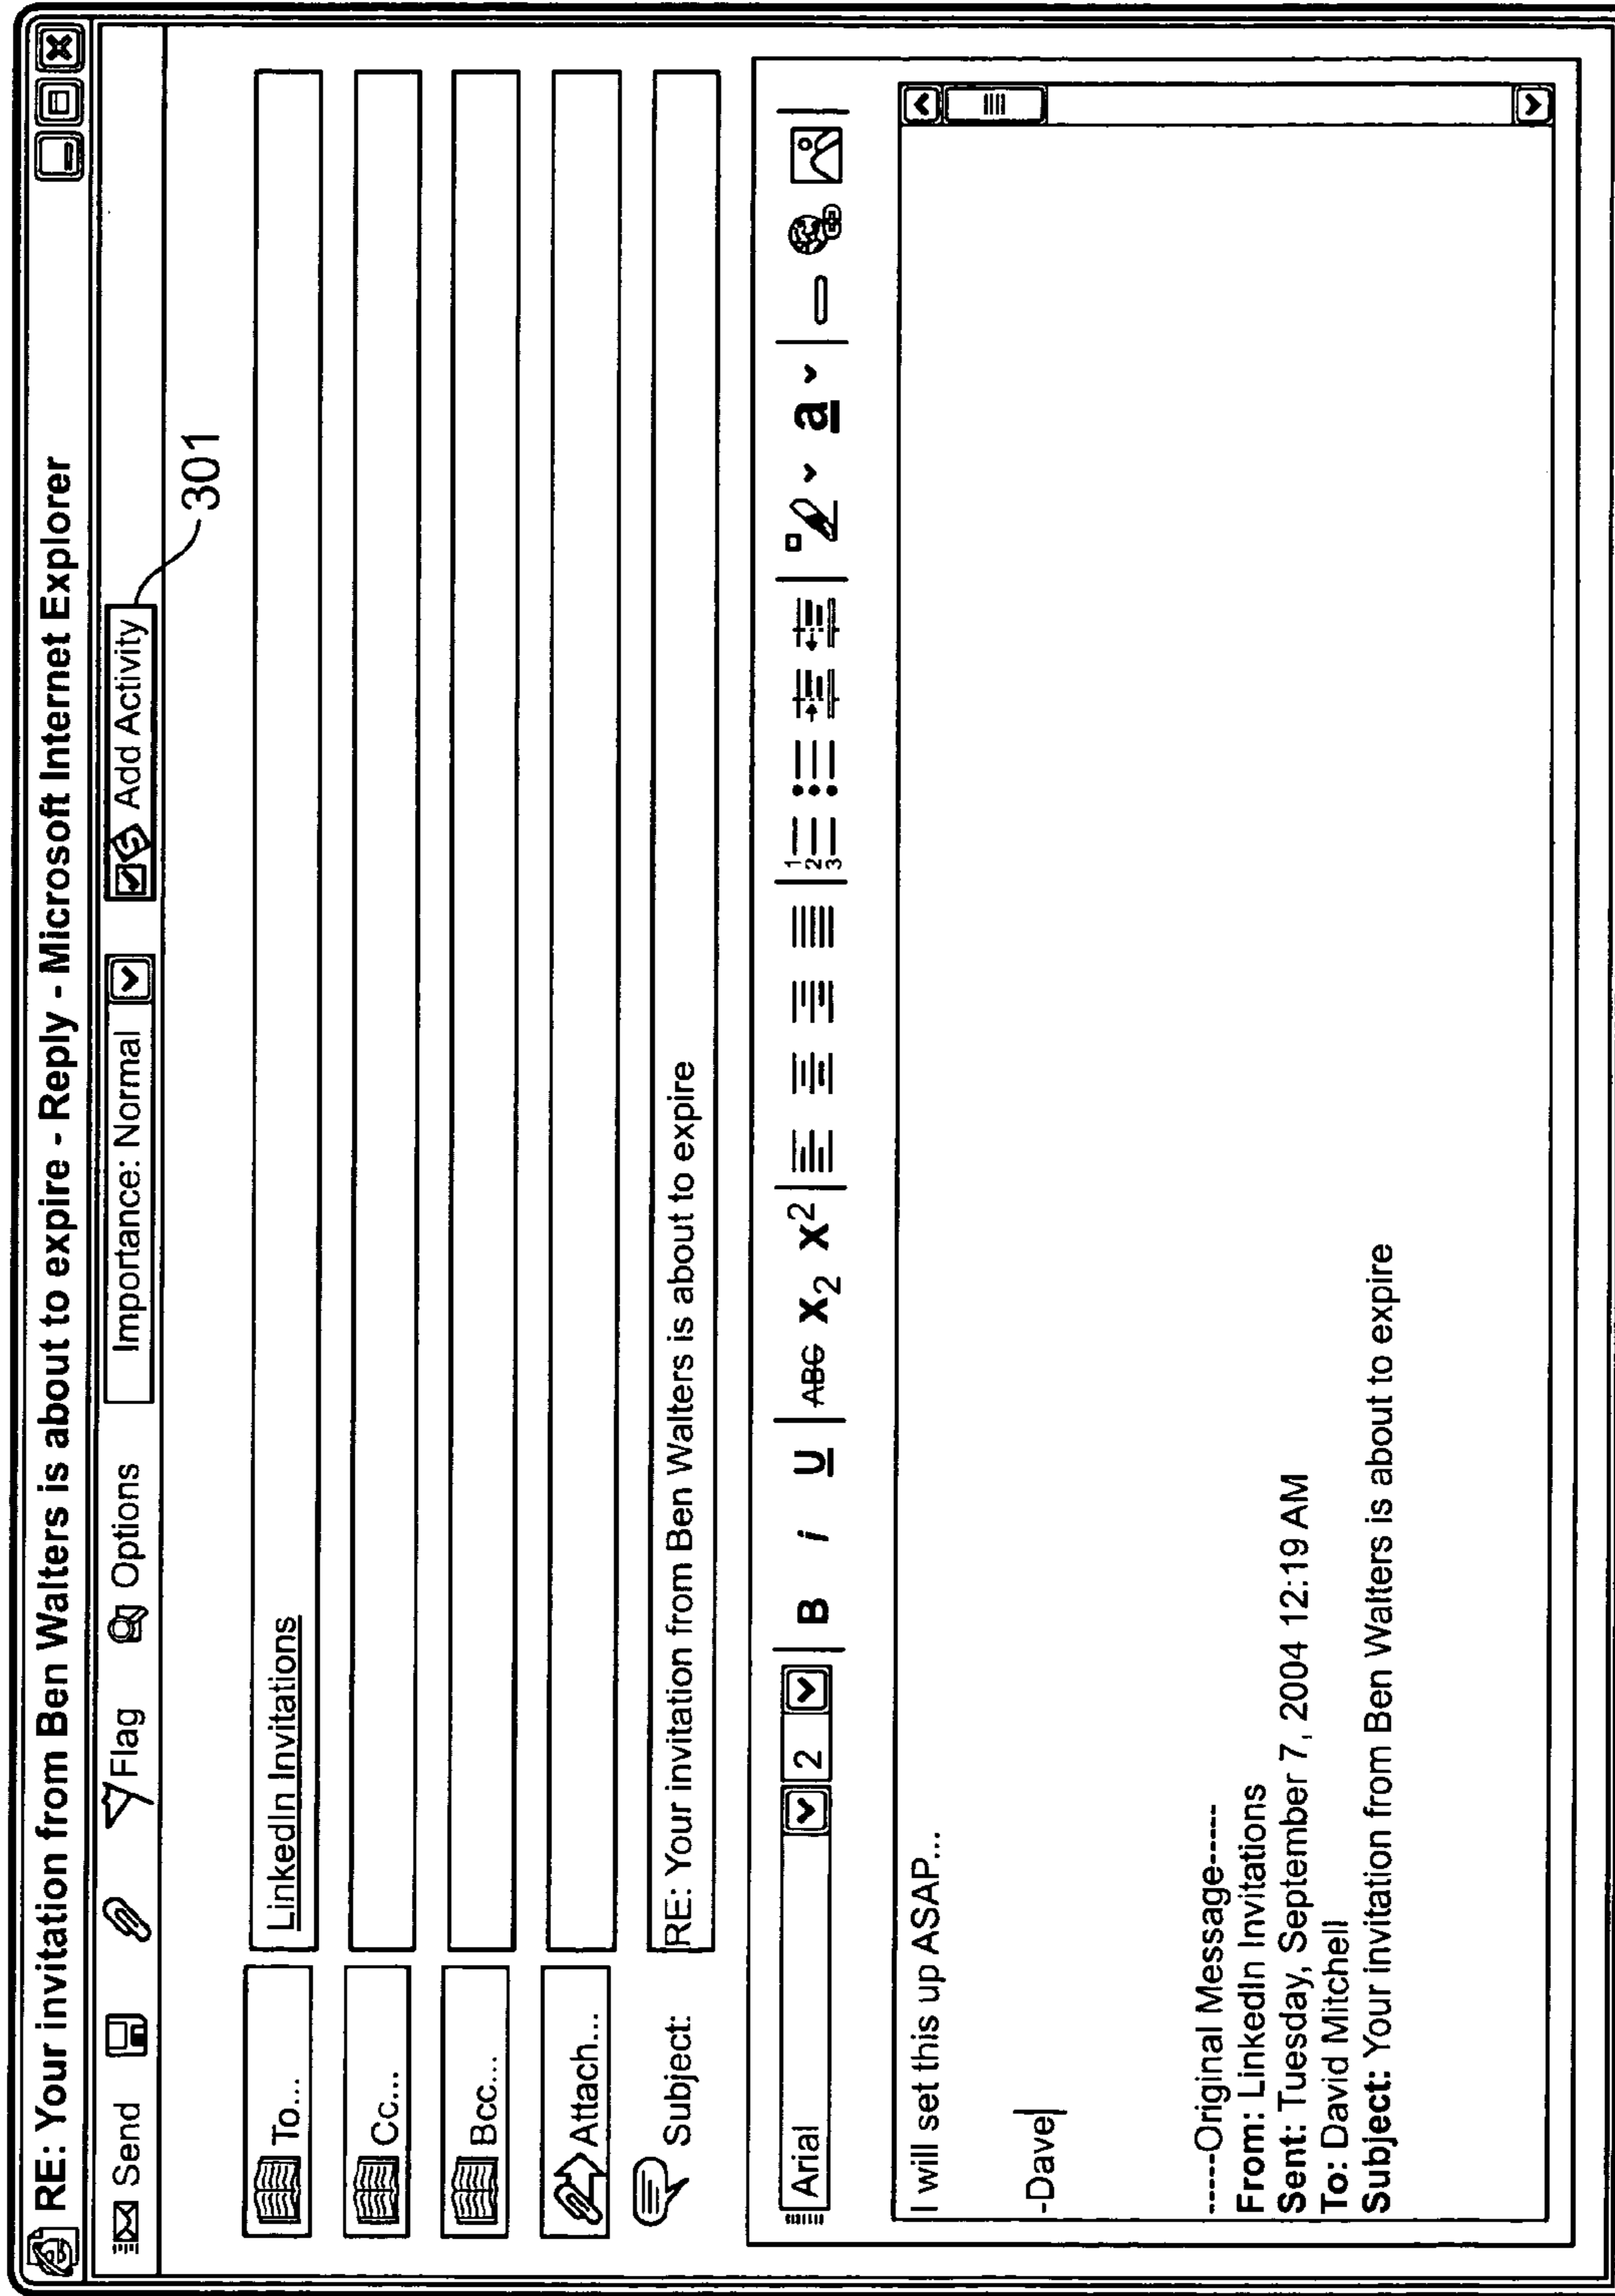 RE: Your invitation from Ben Walters is about to expire - Reply - Microsoft Internet Explorer
Send Flag Options Importance: Normal Add Activity
301
To... LinkedIn Invitations
Cc...
Bcc...
Attach...
Subject: RE: Your invitation from Ben Walters is about to expire
Arial 2 B i U ABC X2 X2 1 2 3 a
I will set this up ASAP...
-Dave
-----Original Message-----
From: LinkedIn Invitations
Sent: Tuesday, September 7, 2004 12:19 AM
To: David Mitchell
Subject: Your invitation from Ben Walters is about to expire